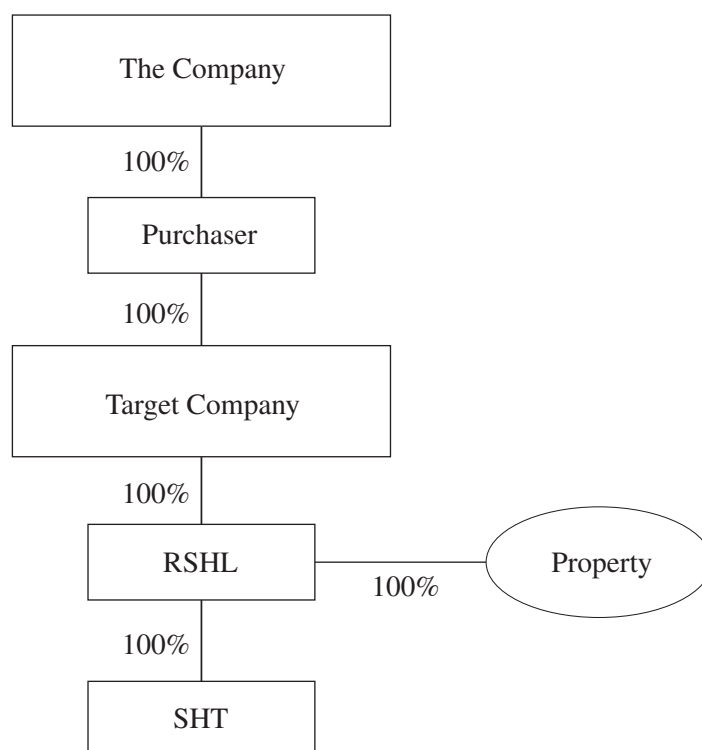 The Company
100%
Purchaser
100%
Target Company
100%
RSHL
100%
Property
100%
SHT